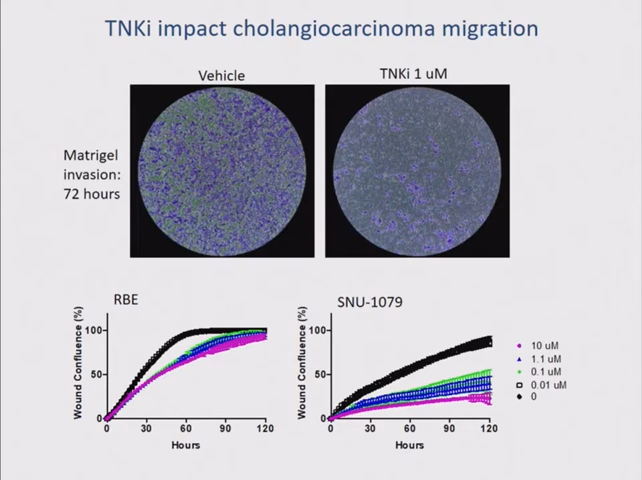 TNKi impact cholangiocarcinoma migration
Vehicle
TNKi 1 uM
Matrigel
invasion:
72 hours
RBE
Wound Confluence (%)
100
50
0
0 30 60 90 120
Hours
SNU-1079
Wound Confluence (%)
100
50
0
0 30 60 90 120
Hours
10 uM
1.1 uM
0.1 uM
0.01 uM
0